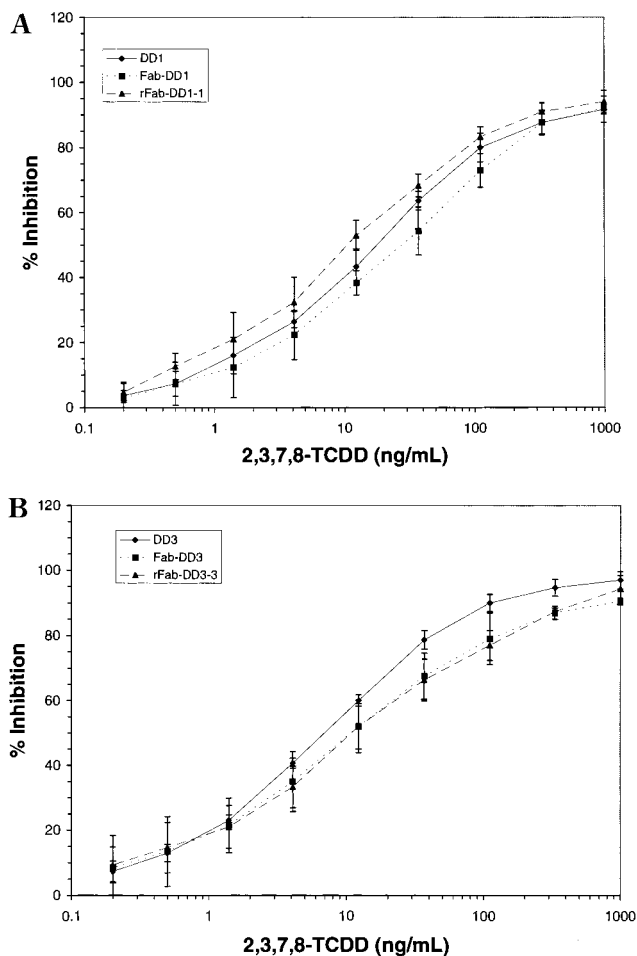 A
120
100
80
60
40
20
0
% Inhibition
DD1
Fab-DD1
rFab-DD1-1
0.1 1 10 100 1000
2,3,7,8-TCDD (ng/mL)
B
120
100
80
60
40
20
0
% Inhibition
DD3
Fab-DD3
rFab-DD3-3
0.1 1 10 100 1000
2,3,7,8-TCDD (ng/mL)